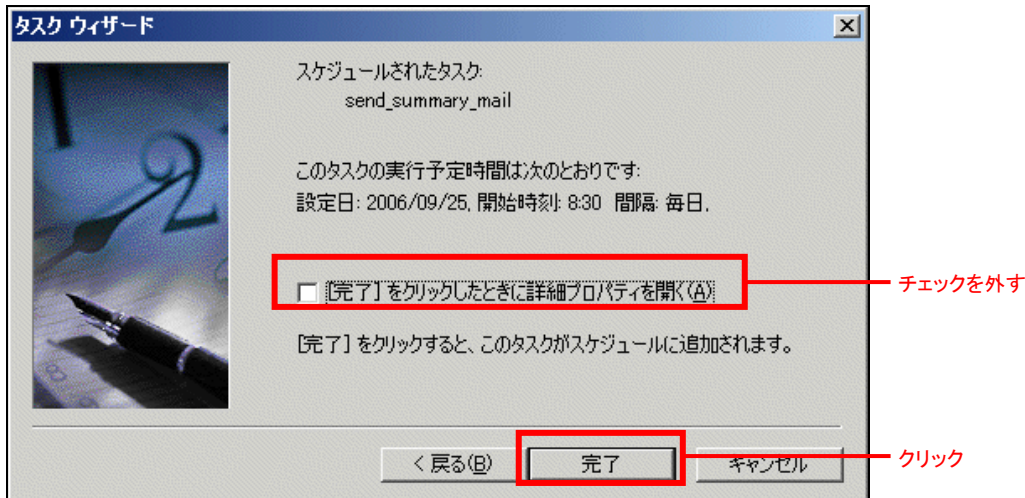 タスク ウィザード
スケジュールされたタスク:
send_summary_mail
このタスクの実行予定時間は次のとおりです:
設定日: 2006/09/25, 開始時刻: 8:30 間隔: 毎日,
[完了] をクリックしたときに詳細プロパティを開く(A)
チェックを外す
[完了] をクリックすると、このタスクがスケジュールに追加されます。
< 戻る(B) 完了 キャンセル
クリック